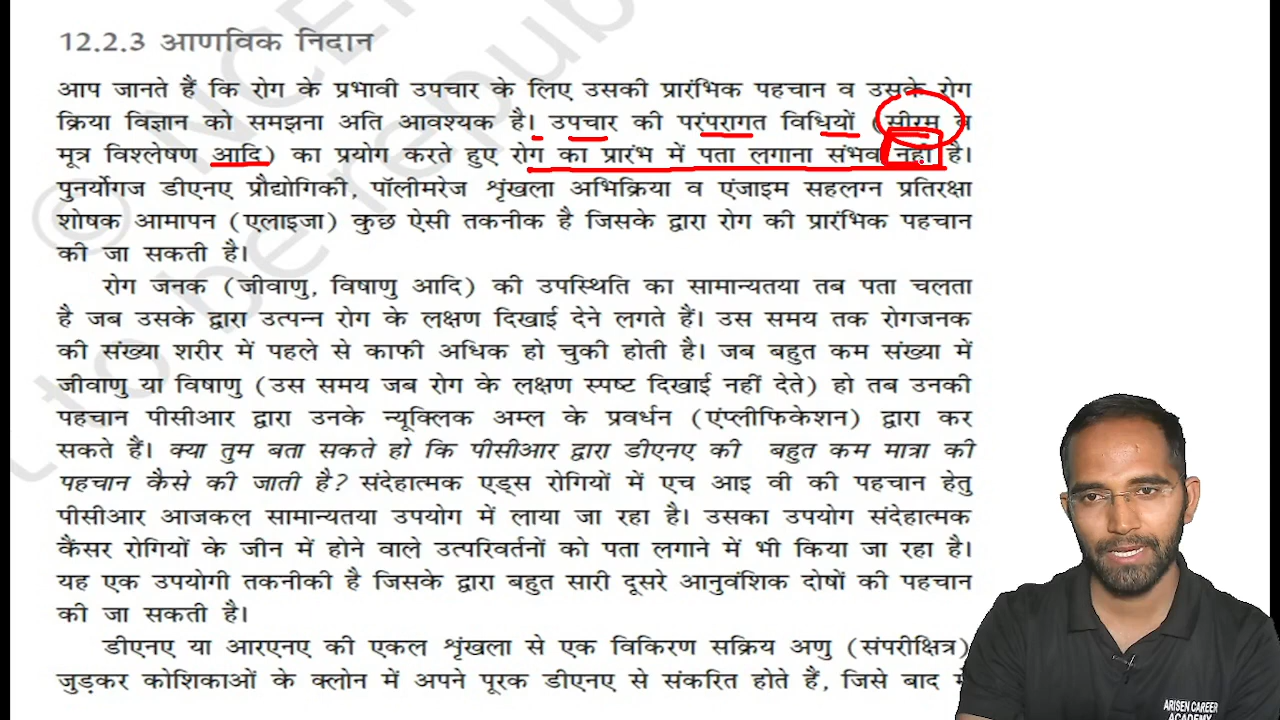 12.2.3 आणविक निदान
आप जानते हैं कि रोग के प्रभावी उपचार के लिए उसकी प्रारंभिक पहचान व उसके रोग
क्रिया विज्ञान को समझना अति आवश्यक है। उपचार की परंपरागत विधियों (सीरम व
मूत्र विश्लेषण आदि) का प्रयोग करते हुए रोग का प्रारंभ में पता लगाना संभव नहीं है।
पुनर्योगज डीएनए प्रौद्योगिकी, पॉलीमरेज शृंखला अभिक्रिया व एंजाइम सहलग्न प्रतिरक्षा
शोषक आमापन (एलाइजा) कुछ ऐसी तकनीक है जिसके द्वारा रोग की प्रारंभिक पहचान
की जा सकती है।
रोग जनक (जीवाणु, विषाणु आदि) की उपस्थिति का सामान्यतया तब पता चलता
है जब उसके द्वारा उत्पन्न रोग के लक्षण दिखाई देने लगते हैं। उस समय तक रोगजनक
की संख्या शरीर में पहले से काफी अधिक हो चुकी होती है। जब बहुत कम संख्या में
जीवाणु या विषाणु (उस समय जब रोग के लक्षण स्पष्ट दिखाई नहीं देते) हो तब उनकी
पहचान पीसीआर द्वारा उनके न्यूक्लिक अम्ल के प्रवर्धन (एंप्लीफिकेशन) द्वारा कर
सकते हैं। क्या तुम बता सकते हो कि पीसीआर द्वारा डीएनए की बहुत कम मात्रा की
पहचान कैसे की जाती है? संदेहात्मक एड्स रोगियों में एच आइ वी की पहचान हेतु
पीसीआर आजकल सामान्यतया उपयोग में लाया जा रहा है। उसका उपयोग संदेहात्मक
कैंसर रोगियों के जीन में होने वाले उत्परिवर्तनों को पता लगाने में भी किया जा रहा है।
यह एक उपयोगी तकनीकी है जिसके द्वारा बहुत सारी दूसरे आनुवंशिक दोषों की पहचान
की जा सकती है।
डीएनए या आरएनए की एकल शृंखला से एक विकिरण सक्रिय अणु (संपरीक्षित्र)
जुड़कर कोशिकाओं के क्लोन में अपने पूरक डीएनए से संकरित होते हैं, जिसे बाद
ARISEN CAREER
ACADEMY